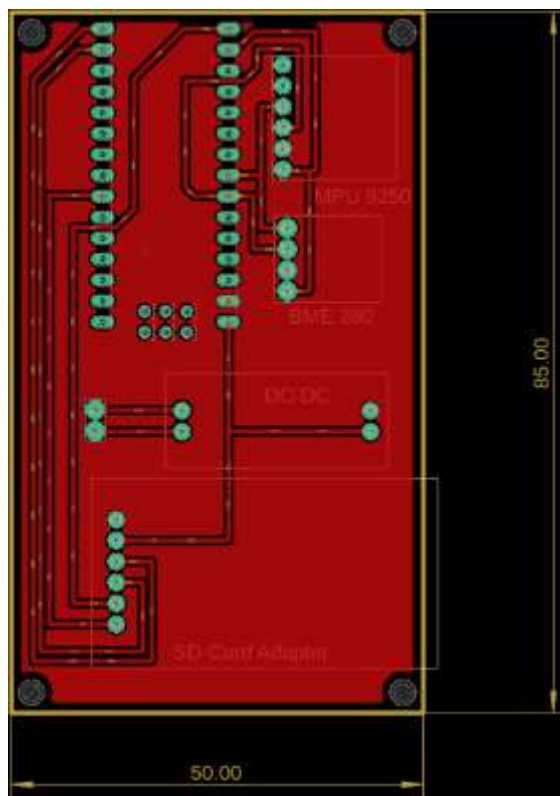 MPU 9250
BME 280
DC-DC
85.00
SD-Card Adapter
50.00